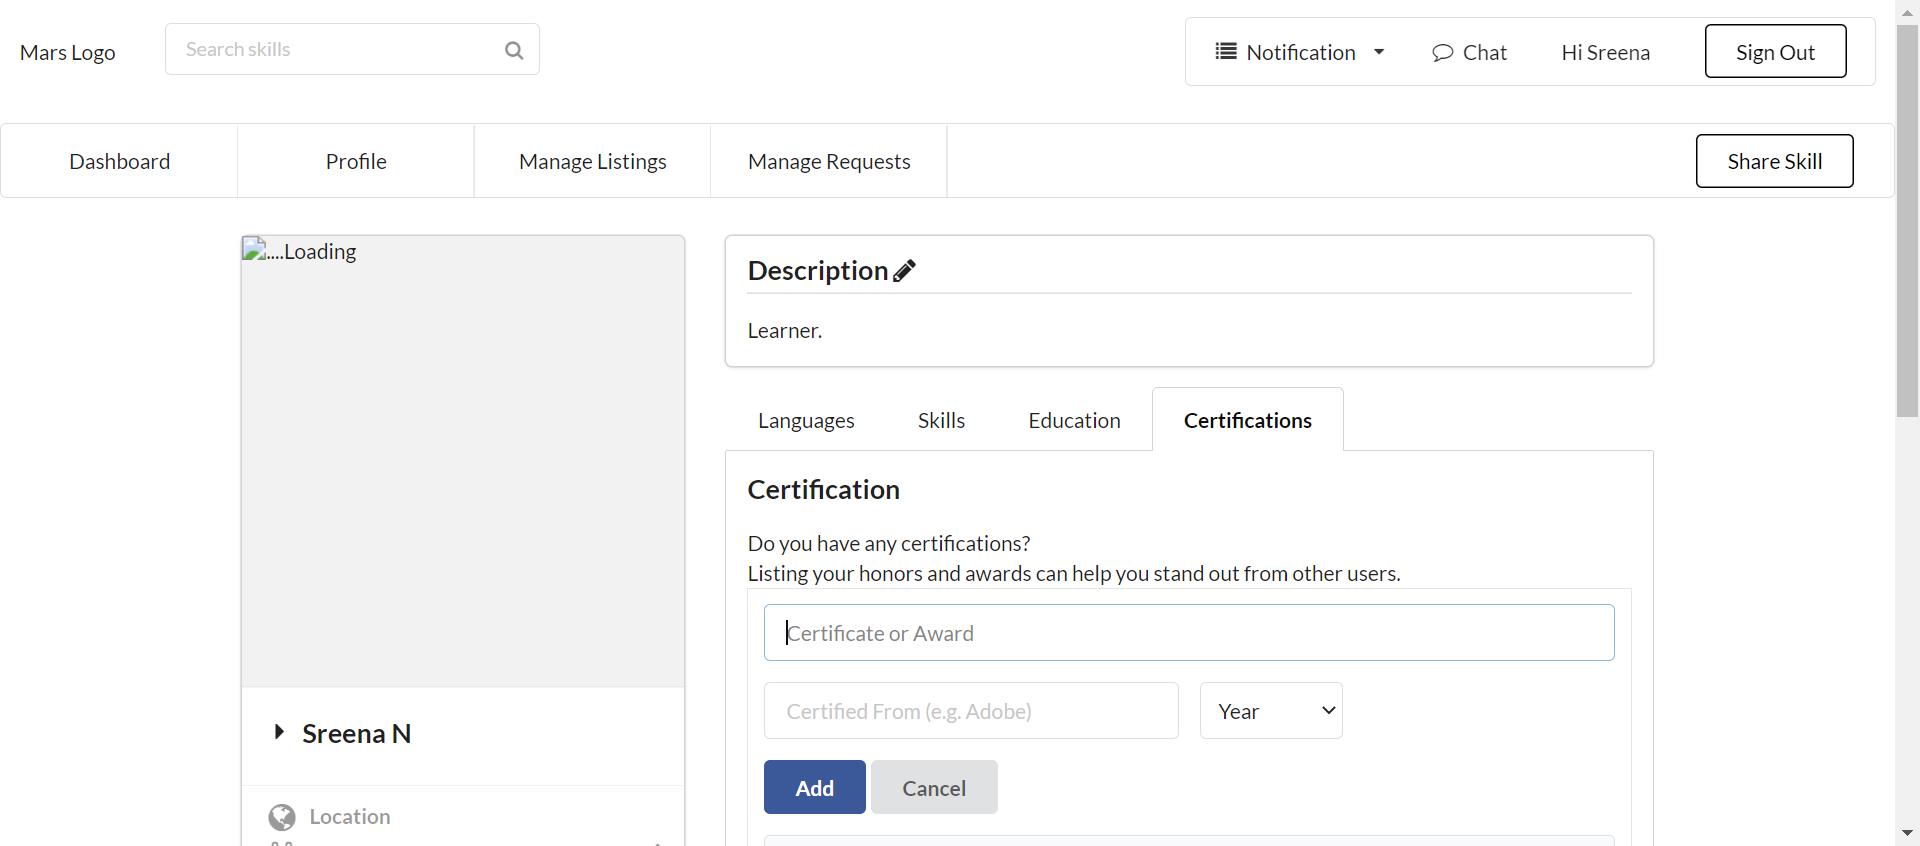 Mars Logo
Search skills
Notification
Chat
Hi Sreena
Sign Out
Dashboard
Profile
Manage Listings
Manage Requests
Share Skill
....Loading
Sreena N
Location
Description
Learner.
Languages
Skills
Education
Certifications
Certification
Do you have any certifications?
Listing your honors and awards can help you stand out from other users.
Certificate or Award
Certified From (e.g. Adobe)
Year
Add
Cancel